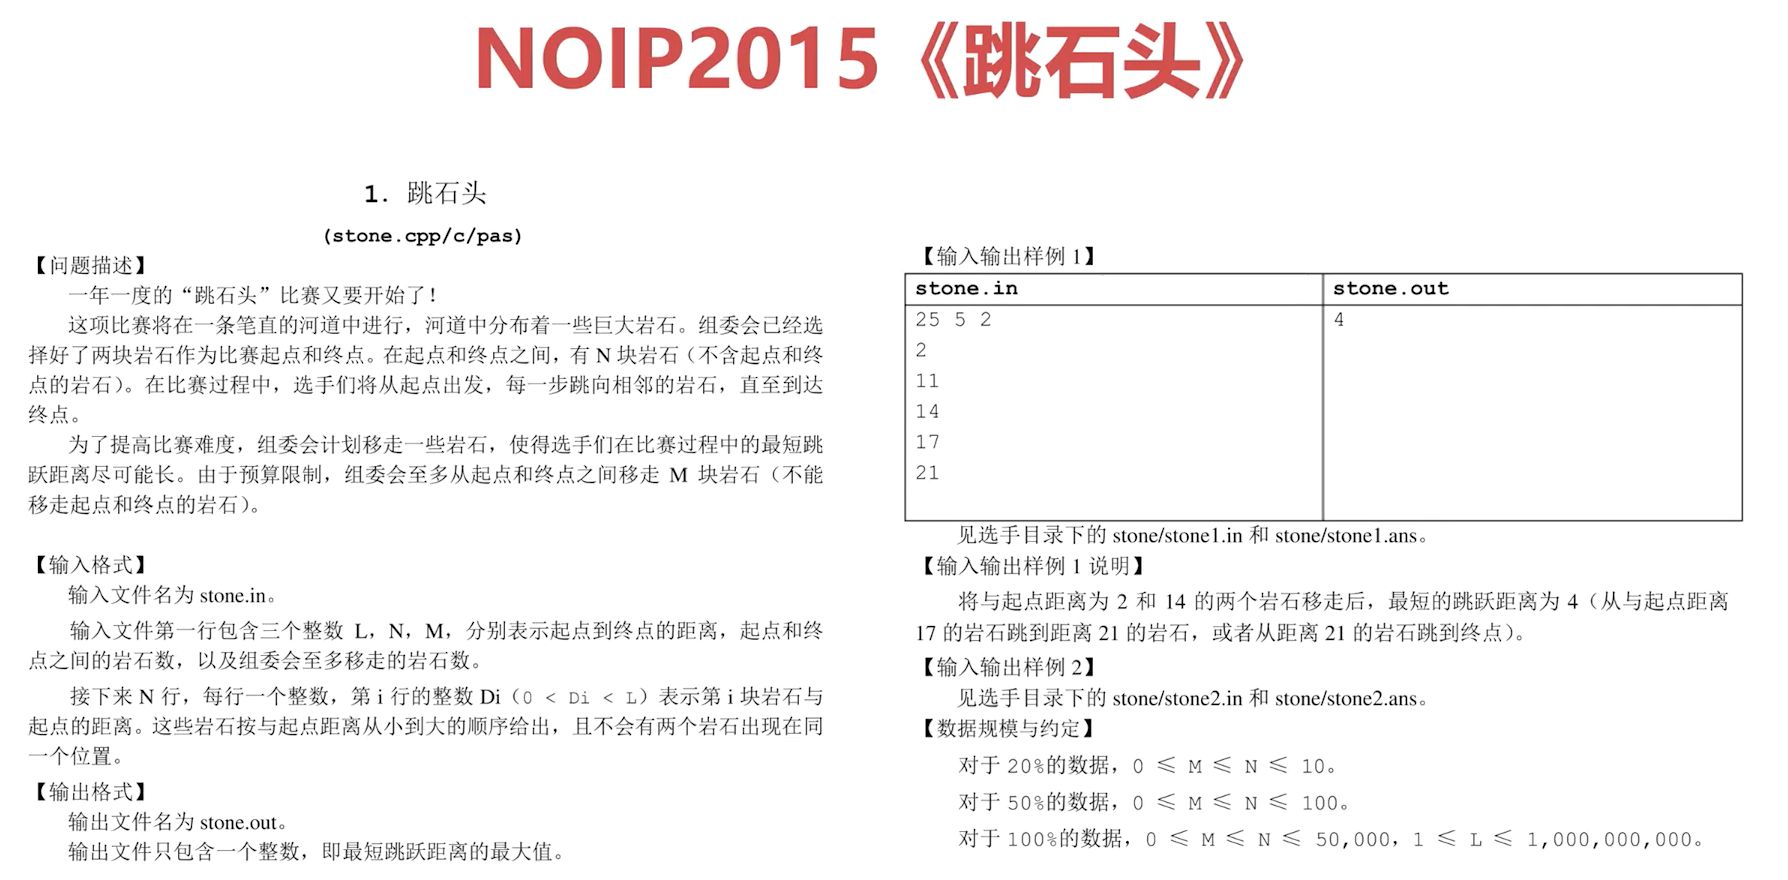 NOIP2015《跳石头》
1. 跳石头
(stone.cpp/c/pas)
【问题描述】
一年一度的“跳石头”比赛又要开始了！
这项比赛将在一条笔直的河道中进行，河道中分布着一些巨大岩石。组委会已经选
择好了两块岩石作为比赛起点和终点。在起点和终点之间，有 N 块岩石（不含起点和终
点的岩石）。在比赛过程中，选手们将从起点出发，每一步跳向相邻的岩石，直至到达
终点。
为了提高比赛难度，组委会计划移走一些岩石，使得选手们在比赛过程中的最短跳
跃距离尽可能长。由于预算限制，组委会至多从起点和终点之间移走 M 块岩石（不能
移走起点和终点的岩石）。
【输入格式】
输入文件名为 stone.in。
输入文件第一行包含三个整数 L，N，M，分别表示起点到终点的距离，起点和终
点之间的岩石数，以及组委会至多移走的岩石数。
接下来 N 行，每行一个整数，第 i 行的整数 Di（0 < Di < L）表示第 i 块岩石与
起点的距离。这些岩石按与起点距离从小到大的顺序给出，且不会有两个岩石出现在同
一个位置。
【输出格式】
输出文件名为 stone.out。
输出文件只包含一个整数，即最短跳跃距离的最大值。
【输入输出样例 1】
stone.in stone.out
25 5 2 4
2
11
14
17
21
见选手目录下的 stone/stone1.in 和 stone/stone1.ans。
【输入输出样例 1 说明】
将与起点距离为 2 和 14 的两个岩石移走后，最短的跳跃距离为 4（从与起点距离
17 的岩石跳到距离 21 的岩石，或者从距离 21 的岩石跳到终点）。
【输入输出样例 2】
见选手目录下的 stone/stone2.in 和 stone/stone2.ans。
【数据规模与约定】
对于 20%的数据，0 ≤ M ≤ N ≤ 10。
对于 50%的数据，0 ≤ M ≤ N ≤ 100。
对于 100%的数据，0 ≤ M ≤ N ≤ 50,000，1 ≤ L ≤ 1,000,000,000。